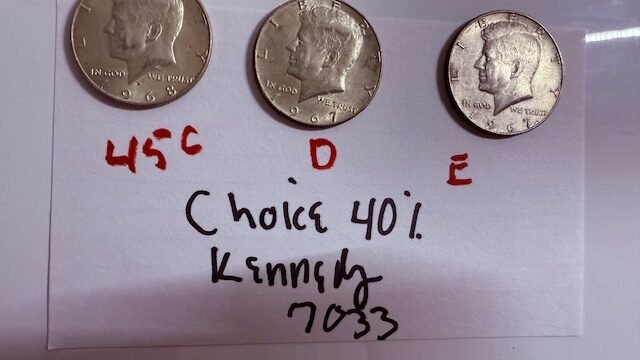 LIBERTY LIBERTY LIBERTY
IN GOD WE TRUST IN GOD WE TRUST IN GOD WE TRUST
1968 1967 1967
45c D E
Choice 40%
Kennedy
7033